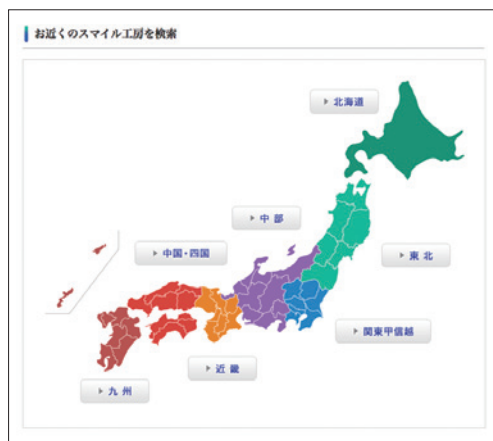 お近くのスマイル工房を検索
北海道
中部
中国・四国
東北
関東甲信越
近畿
九州